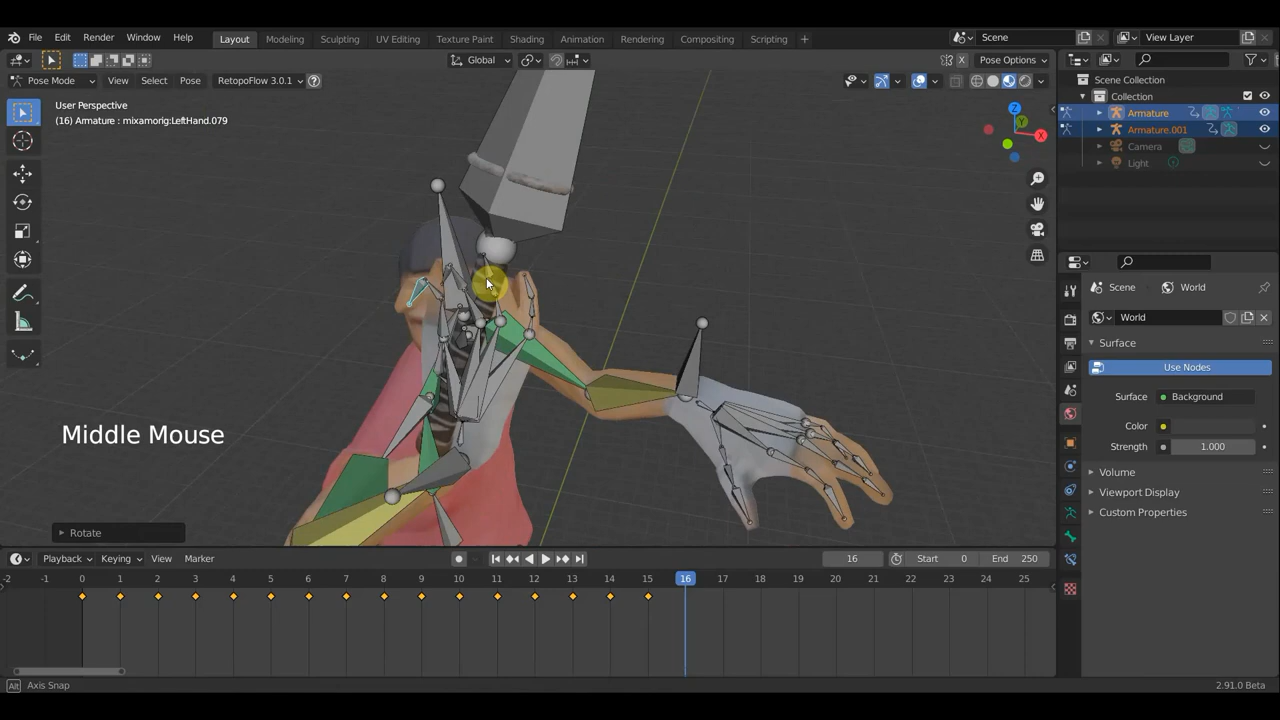 File Edit Render Window Help Layout Modeling Sculpting UV Editing Texture Paint Shading Animation Rendering Compositing Scripting + Scene View Layer
Global Pose Options
Pose Mode View Select Pose RetopoFlow 3.0.1
Scene Collection
Collection
User Perspective
(16) Armature : mixamorig:LeftHand.079
Armature
Armature.001
Camera
Light
X
Y
Z
Scene World
World
Surface
Use Nodes
Surface Background
Color
Strength 1.000
Volume
Viewport Display
Custom Properties
Middle Mouse
Rotate
Playback Keying View Marker 16 Start 0 End 250
-2 -1 0 1 2 3 4 5 6 7 8 9 10 11 12 13 14 15 16 17 18 19 20 21 22 23 24 25
Alt Axis Snap 2.91.0 Beta